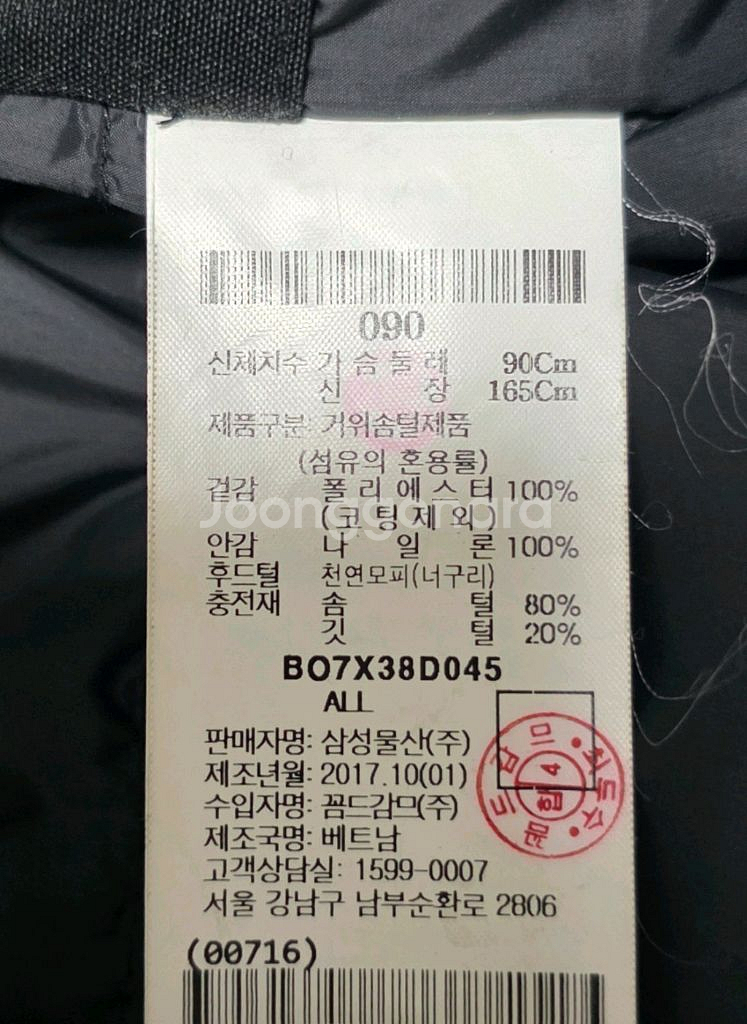 090
신체치수 가 슴 둘 레 90Cm
신 장 165Cm
제품구분: 거위솜털제품
(섬유의 혼용률)
겉감 폴 리 에 스 터 100%
(코 팅 제 외)
Joonggonara
안감 나 일 론 100%
후드털 천연모피(너구리)
충전재 솜 털 80%
깃 털 20%
BO7X38D045
ALL
판매자명: 삼성물산(주)
제조년월: 2017.10(01)
수입자명: 꼼드감므(주)
제조국명: 베트남
고객상담실: 1599-0007
서울 강남구 남부순환로 2806
(00716)
꼼드감므
4